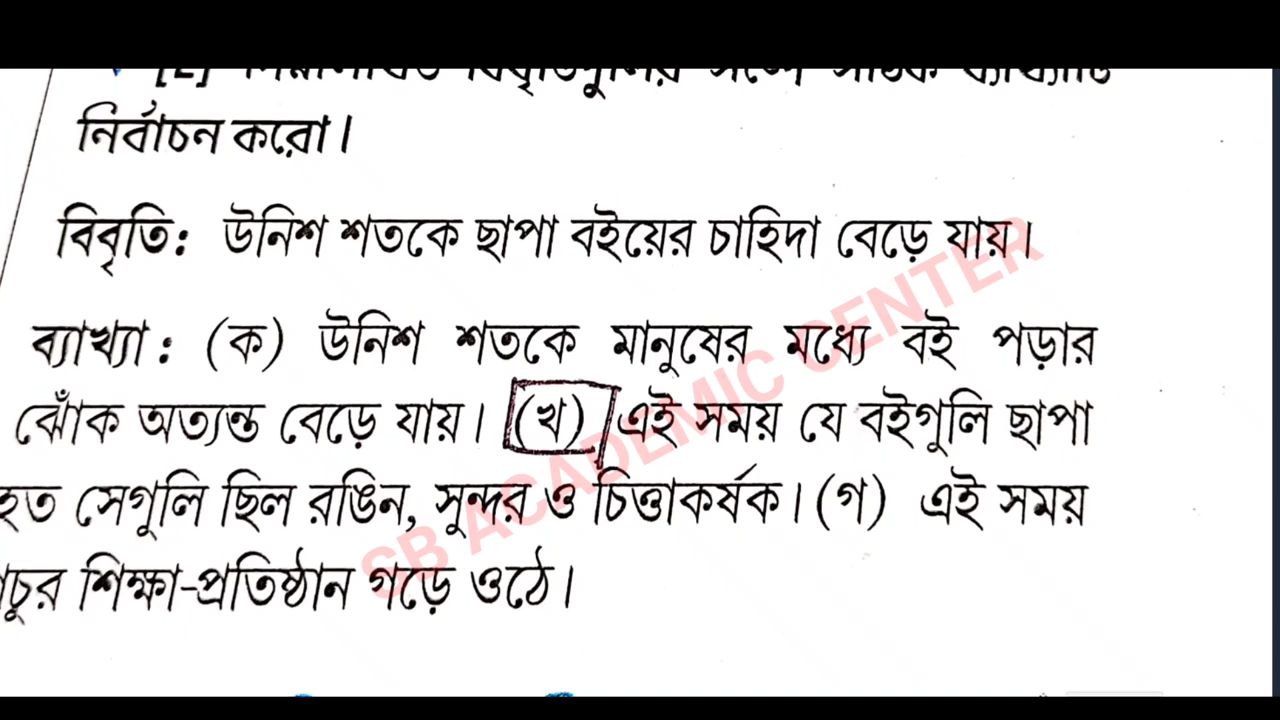 নির্বাচন করো।
বিবৃতি: উনিশ শতকে ছাপা বইয়ের চাহিদা বেড়ে যায়।
ব্যাখ্যা: (ক) উনিশ শতকে মানুষের মধ্যে বই পড়ার
ঝোঁক অত্যন্ত বেড়ে যায়। (খ) এই সময় যে বইগুলি ছাপা
হত সেগুলি ছিল রঙিন, সুন্দর ও চিত্তাকর্ষক। (গ) এই সময়
শিক্ষা-প্রতিষ্ঠান গড়ে ওঠে।
SB ACADEMIC CENTER